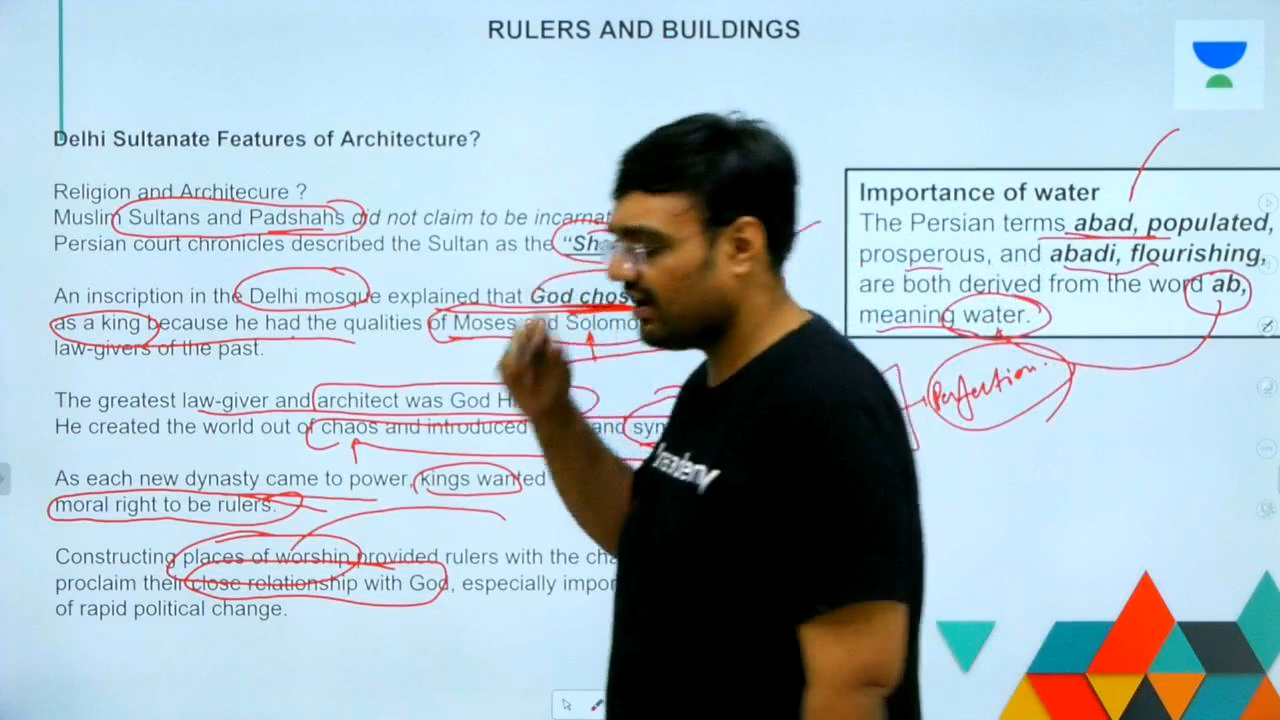 RULERS AND BUILDINGS
Delhi Sultanate Features of Architecture?
Religion and Architecure ?
Muslim Sultans and Padshahs did not claim to be
Persian court chronicles described the Sultan as the
An inscription in the Delhi mosque explained that God
as a king because he had the qualities of Moses and
law-givers of the past.
The greatest law-giver and architect was God
He created the world out of chaos and introduced and
As each new dynasty came to power, kings wanted
moral right to be rulers.
Constructing places of worship provided rulers with the
proclaim their close relationship with God, especially
of rapid political change.
Importance of water
The Persian terms abad, populated,
prosperous, and abadi, flourishing,
are both derived from the word ab,
meaning water.
Perfection.